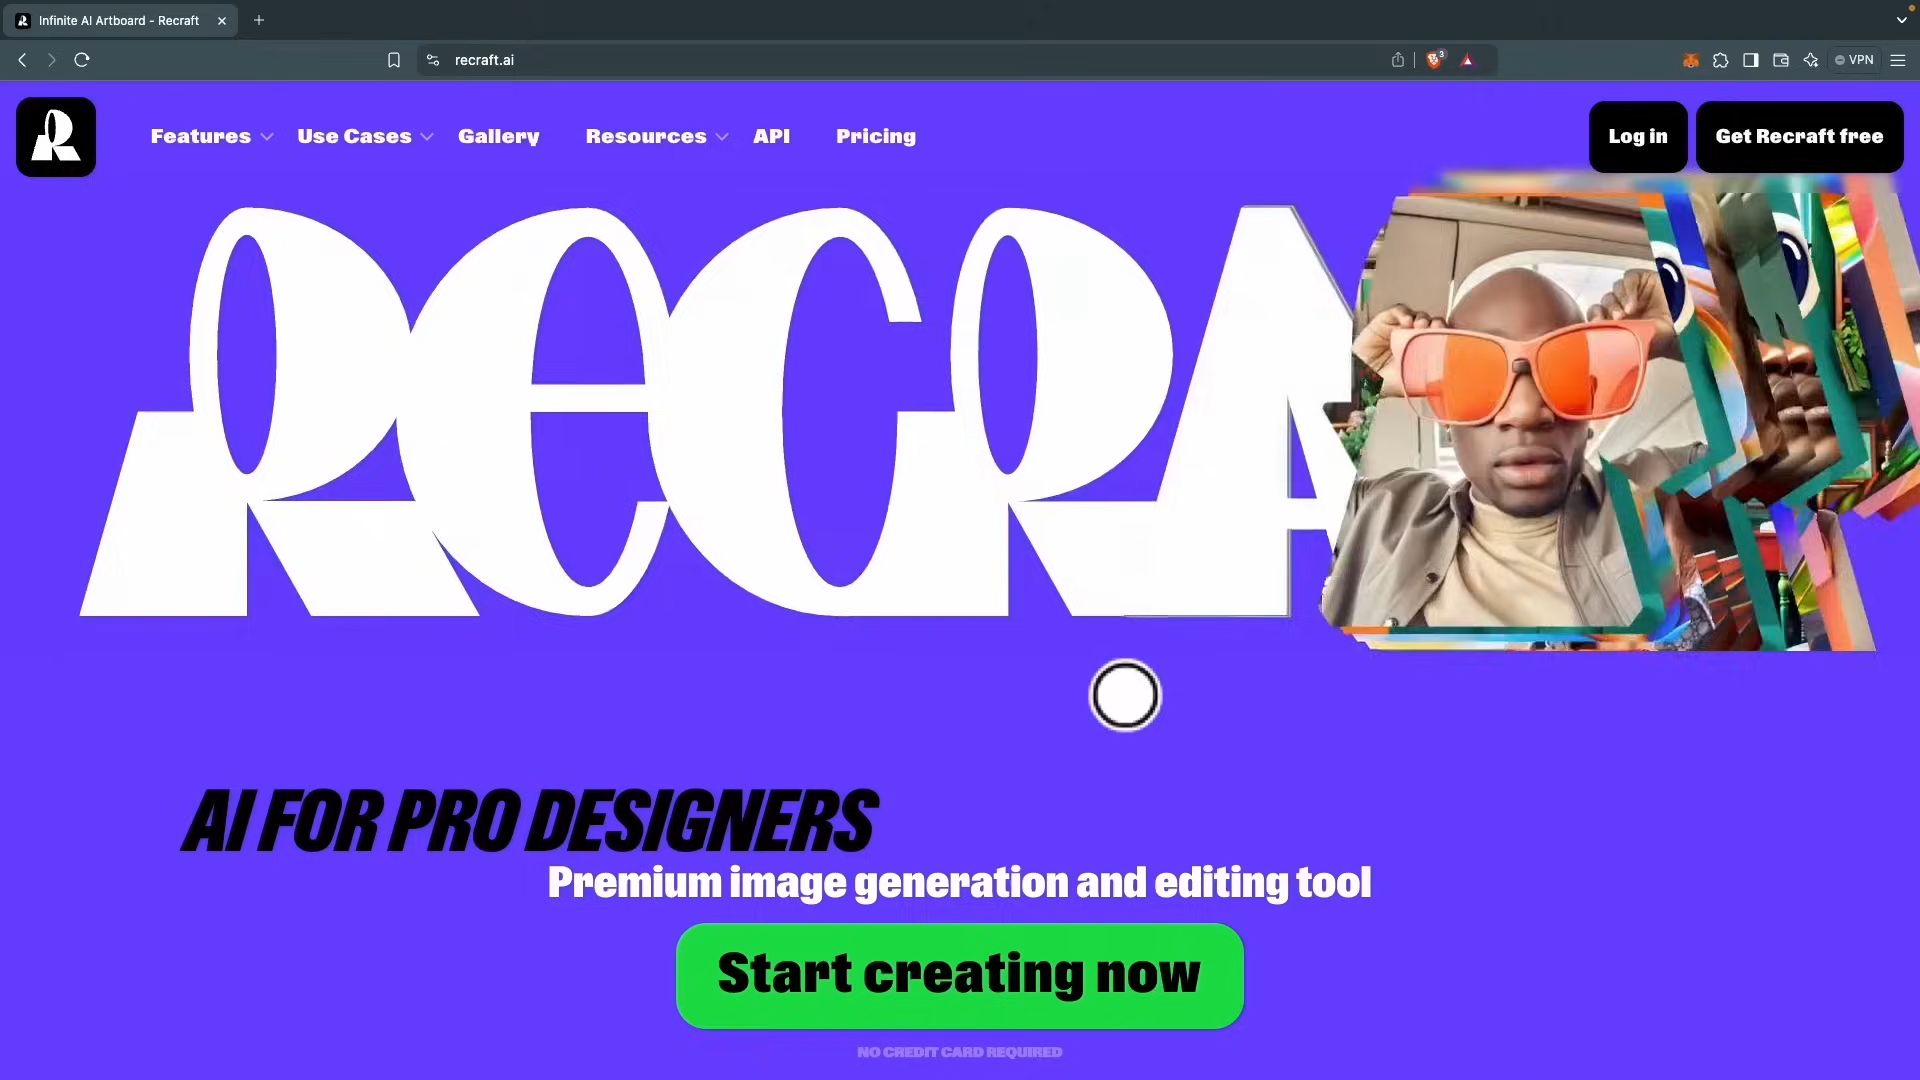 Infinite AI Artboard - Recraft
recraft.ai
3
VPN
R
Features
Use Cases
Gallery
Resources
API
Pricing
Log in
Get Recraft free
RECRA
AI FOR PRO DESIGNERS
Premium image generation and editing tool
Start creating now
NO CREDIT CARD REQUIRED